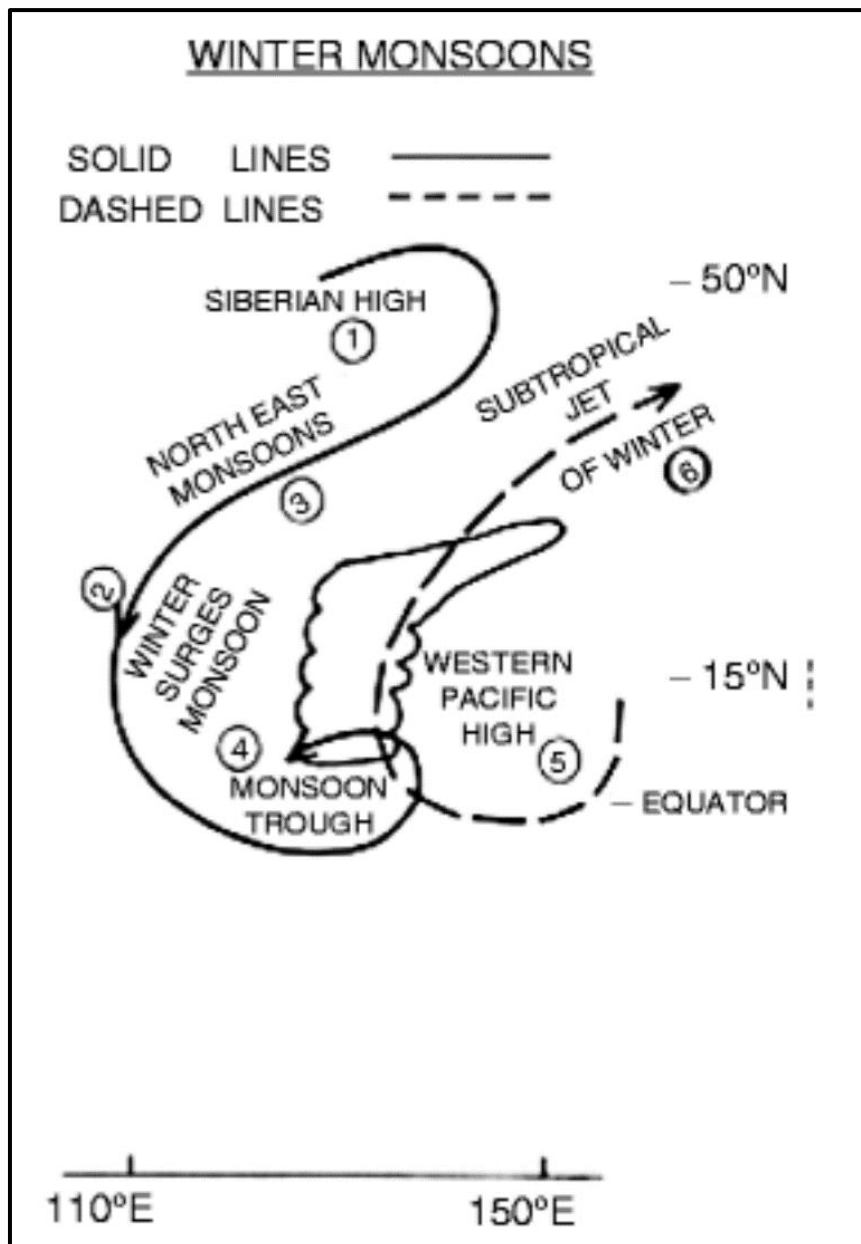 WINTER MONSOONS
SOLID LINES
DASHED LINES
50ºN
SIBERIAN HIGH
1
SUBTROPICAL
JET
OF WINTER
6
NORTH EAST
MONSOONS
3
2
WINTER
SURGES
MONSOON
WESTERN
PACIFIC
HIGH
5
15ºN
4
MONSOON
TROUGH
EQUATOR
110ºE
150ºE